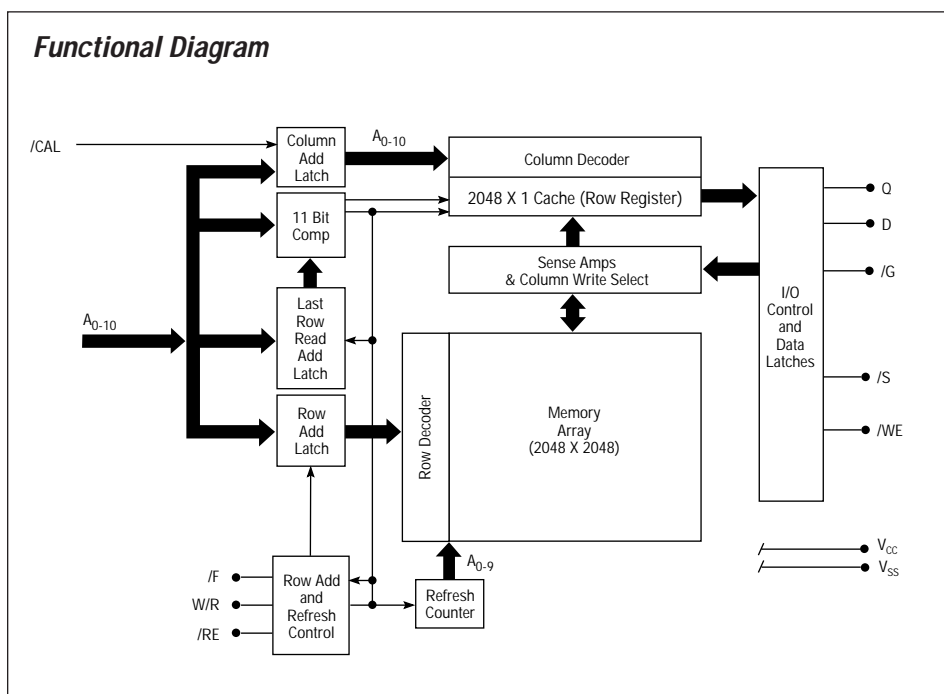 Functional Diagram
/CAL
Column
Add
Latch
A0-10
Column Decoder
2048 X 1 Cache (Row Register)
11 Bit
Comp
Sense Amps
& Column Write Select
Last
Row
Read
Add
Latch
A0-10
Row
Add
Latch
Row Decoder
Memory
Array
(2048 X 2048)
I/O
Control
and
Data
Latches
Q
D
/G
/S
/WE
VCC
VSS
/F
W/R
/RE
Row Add
and
Refresh
Control
A0-9
Refresh
Counter